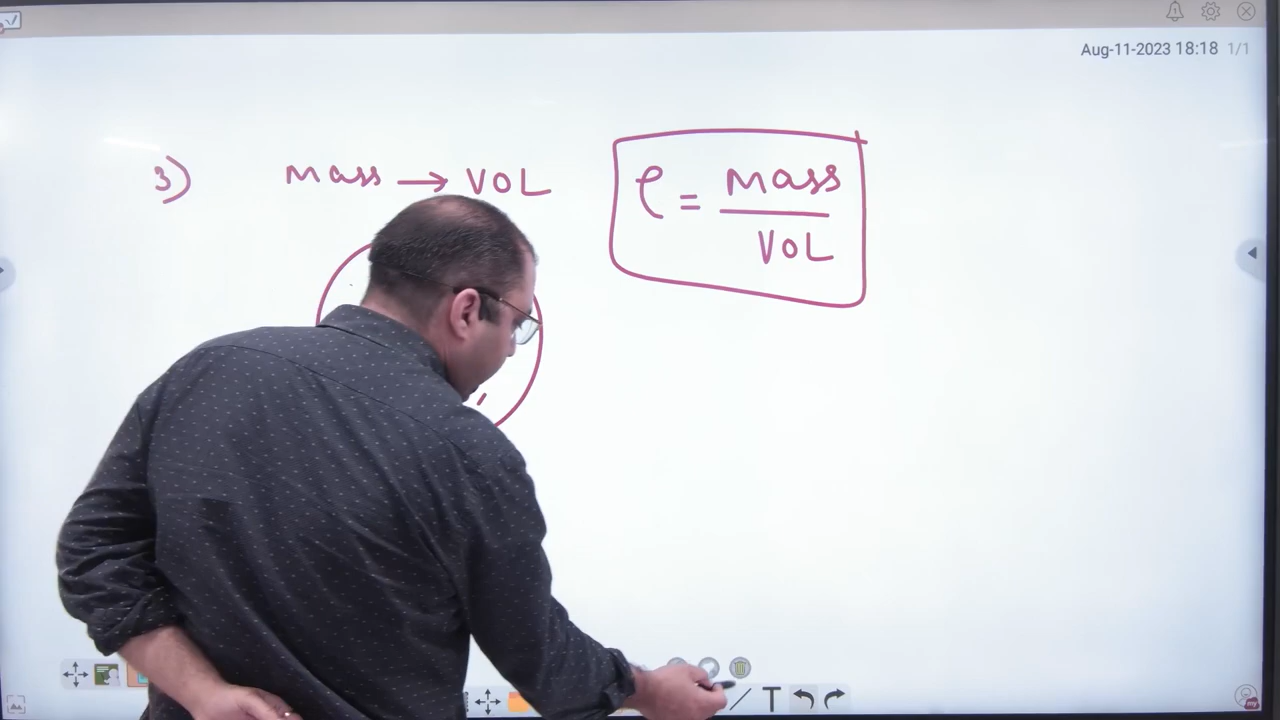 Aug-11-2023 18:18 1/1
3) Mass → VOL
ρ = Mass
VOL
T